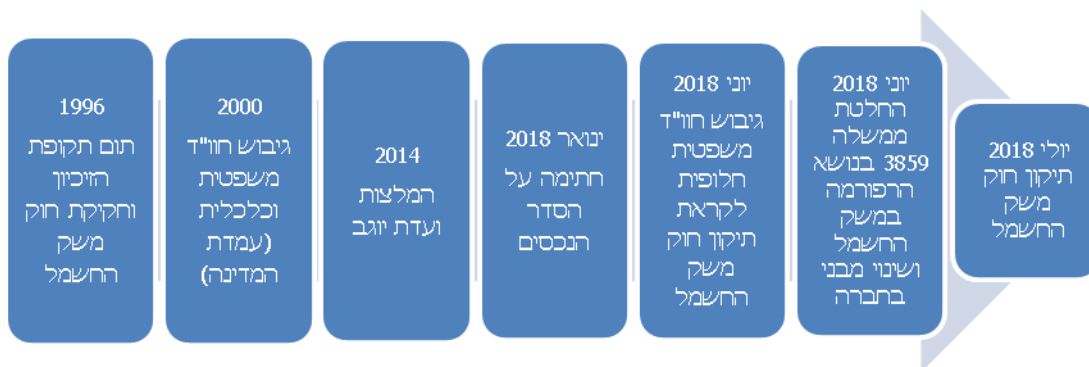 1996
תום תקופת
הזיכיון
וחקיקת חוק
משק
החשמל
2000
גיבוש חוו"ד
משפטית
וכלכלית
(עמדת
המדינה)
2014
המלצות
ועדת יוגב
ינואר 2018
חתימה על
הסדר
הנכסים
יוני 2018
גיבוש חוו"ד
משפטית
חלופית
לקראת
תיקון חוק
משק
החשמל
יוני 2018
החלטת
ממשלה
3859 בנושא
הרפורמה
במשק
החשמל
ושינוי מבני
בחברה
יולי 2018
תיקון חוק
משק
החשמל